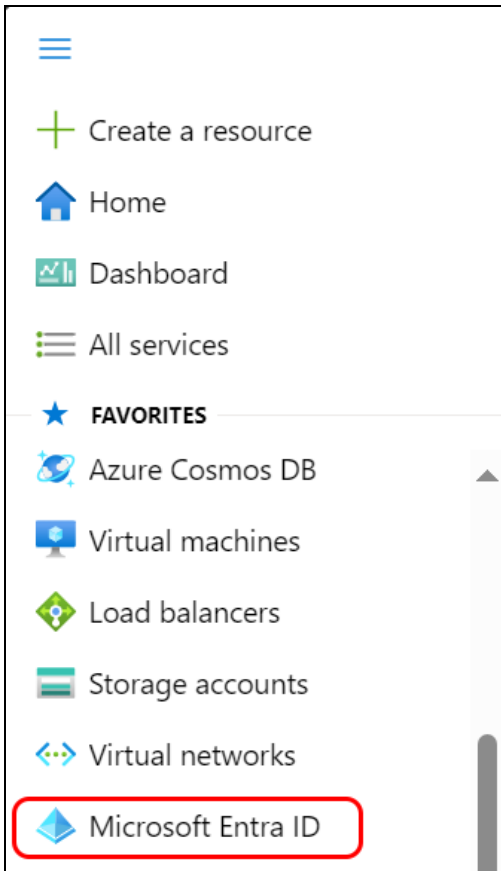 Create a resource
Home
Dashboard
All services
FAVORITES
Azure Cosmos DB
Virtual machines
Load balancers
Storage accounts
Virtual networks
Microsoft Entra ID